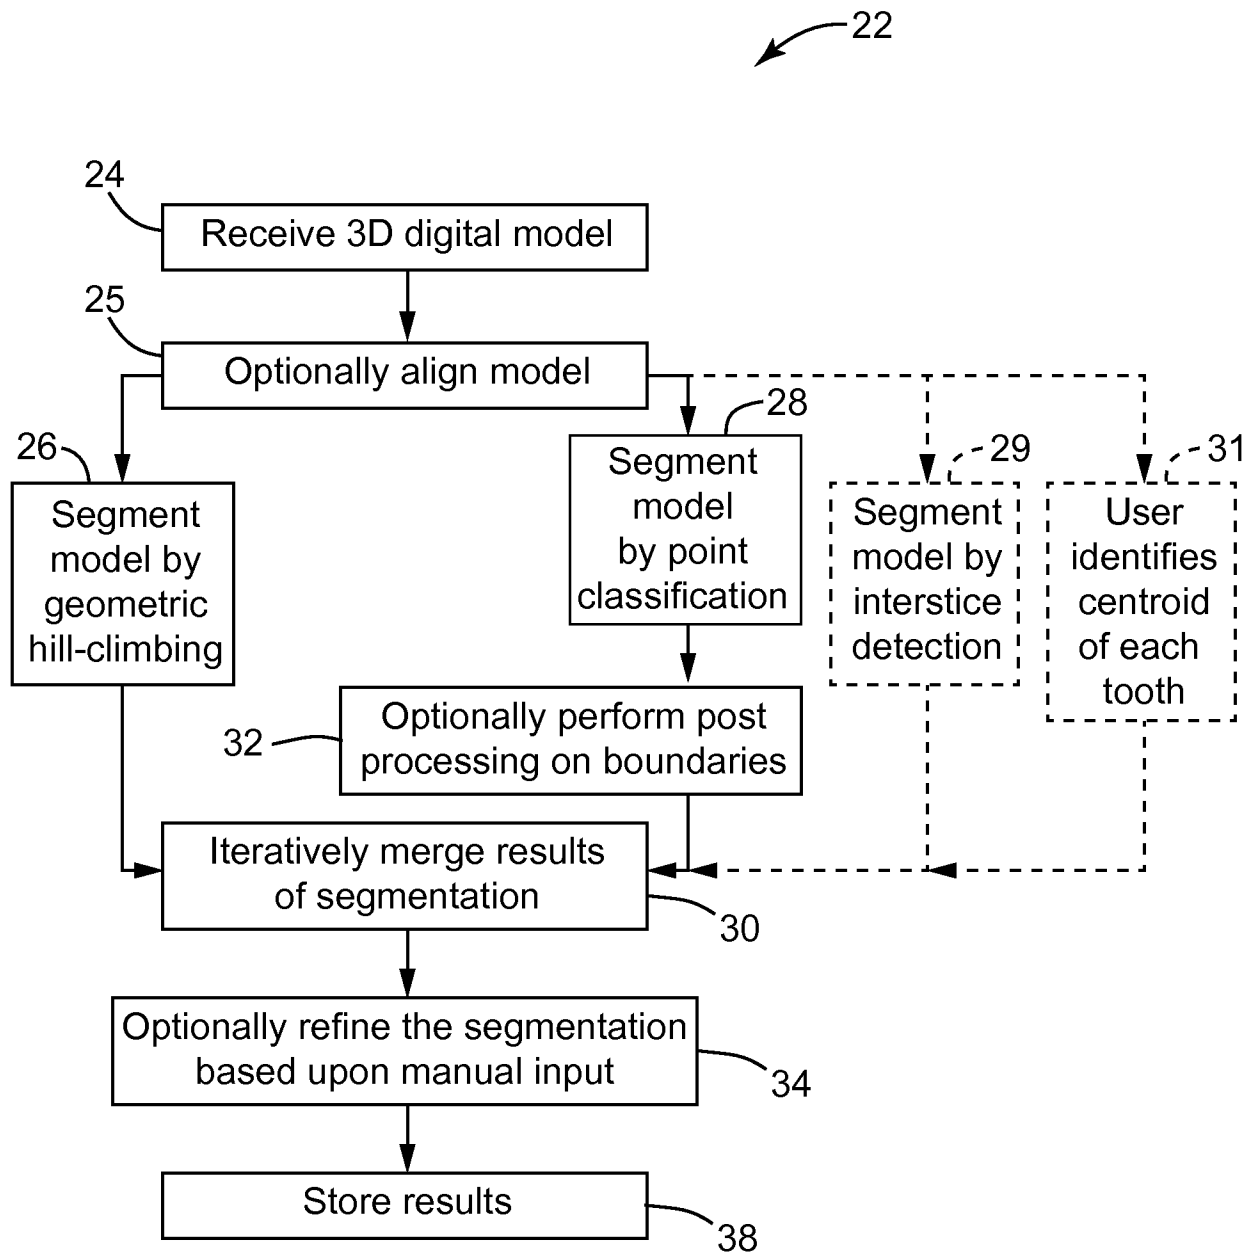 22
24
Receive 3D digital model
25
Optionally align model
26
Segment
model by
geometric
hill-climbing
28
Segment
model
by point
classification
29
Segment
model by
interstice
detection
31
User
identifies
centroid
of each
tooth
32
Optionally perform post
processing on boundaries
Iteratively merge results
of segmentation
30
Optionally refine the segmentation
based upon manual input
34
Store results
38